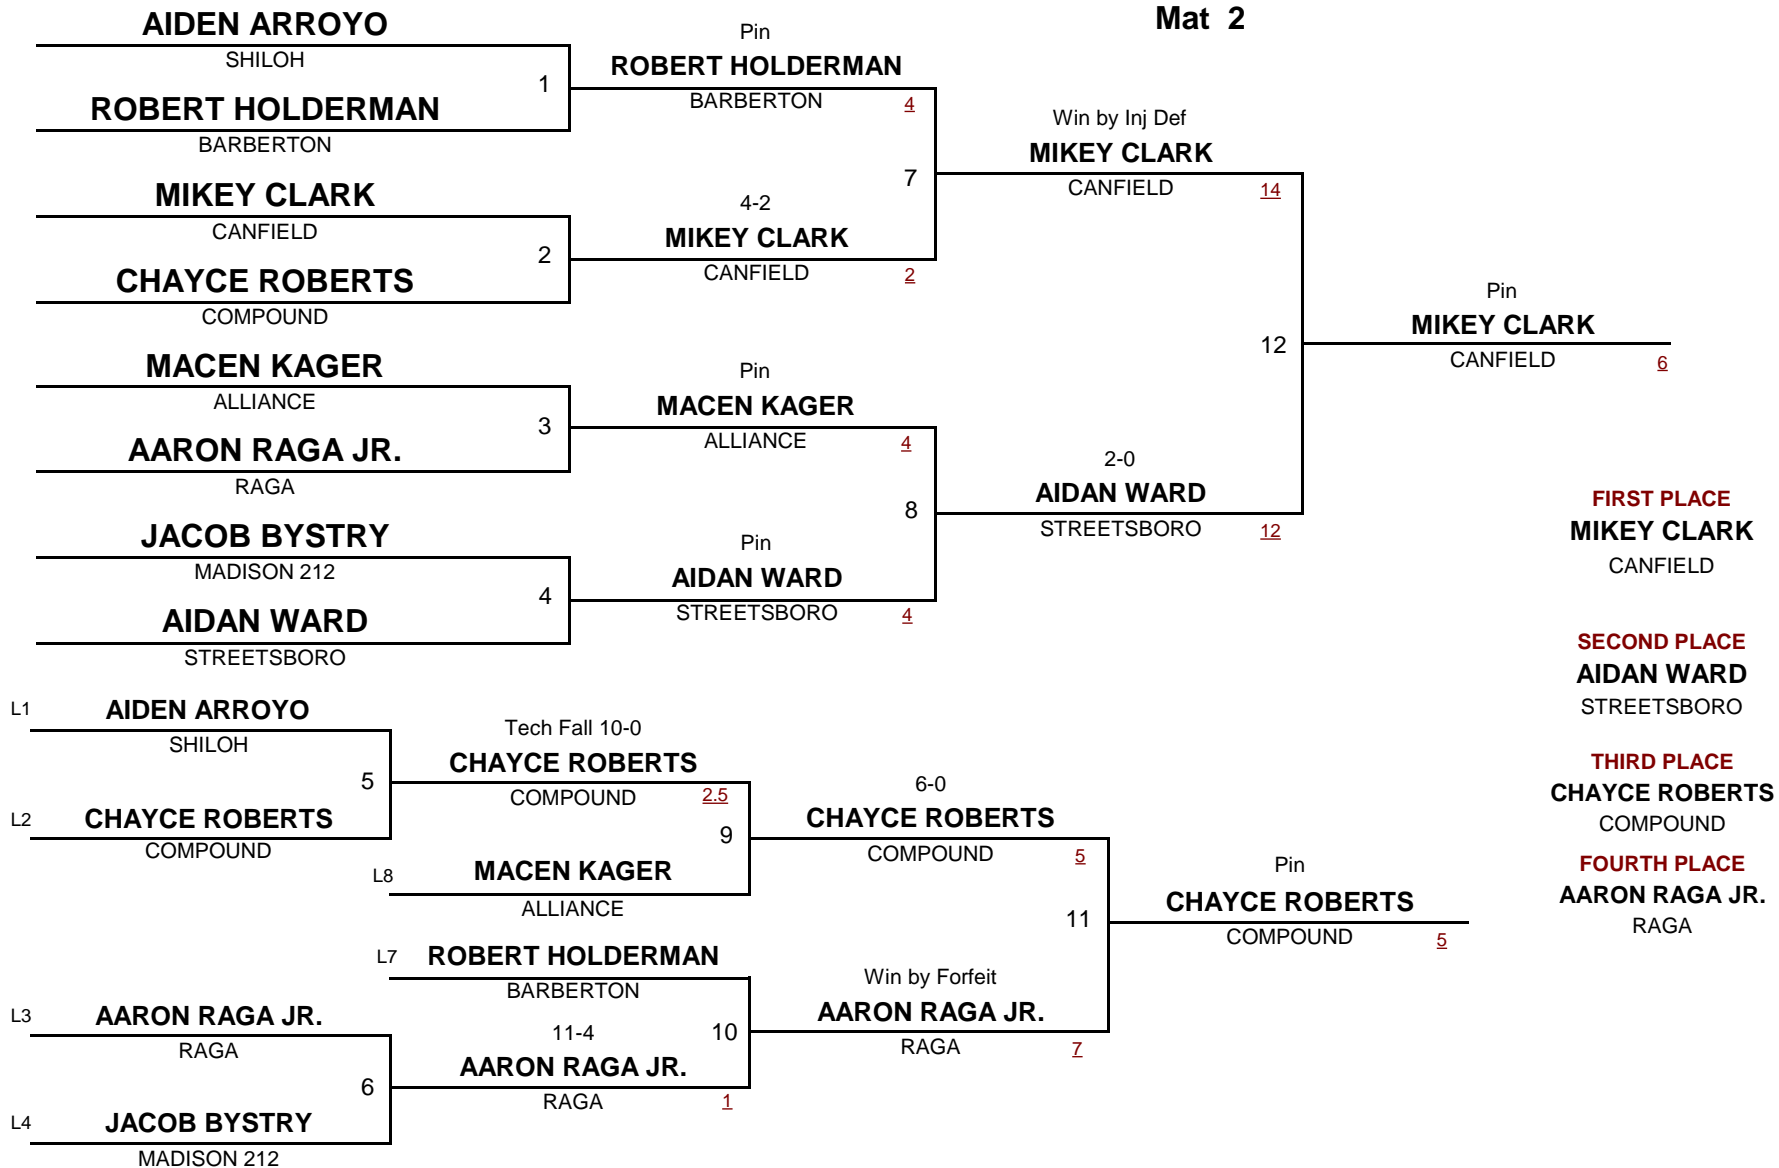 Mat 2
AIDEN ARROYO
SHILOH
1
ROBERT HOLDERMAN
BARBERTON
MIKEY CLARK
CANFIELD
2
CHAYCE ROBERTS
COMPOUND
MACEN KAGER
ALLIANCE
3
AARON RAGA JR.
RAGA
JACOB BYSTRY
MADISON 212
4
AIDAN WARD
STREETSBORO
Pin
ROBERT HOLDERMAN
BARBERTON 4
7
4-2
MIKEY CLARK
CANFIELD 2
Pin
MACEN KAGER
ALLIANCE 4
8
Pin
AIDAN WARD
STREETSBORO 4
Win by Inj Def
MIKEY CLARK
CANFIELD 14
12
2-0
AIDAN WARD
STREETSBORO 12
Pin
MIKEY CLARK
CANFIELD 6
FIRST PLACE
MIKEY CLARK
CANFIELD
SECOND PLACE
AIDAN WARD
STREETSBORO
THIRD PLACE
CHAYCE ROBERTS
COMPOUND
FOURTH PLACE
AARON RAGA JR.
RAGA
L1 AIDEN ARROYO
SHILOH
5
L2 CHAYCE ROBERTS
COMPOUND
L3 AARON RAGA JR.
RAGA
6
L4 JACOB BYSTRY
MADISON 212
Tech Fall 10-0
CHAYCE ROBERTS
COMPOUND 2.5
9
L8 MACEN KAGER
ALLIANCE
L7 ROBERT HOLDERMAN
BARBERTON
10
11-4
AARON RAGA JR.
RAGA 1
6-0
CHAYCE ROBERTS
COMPOUND 5
11
Win by Forfeit
AARON RAGA JR.
RAGA 7
Pin
CHAYCE ROBERTS
COMPOUND 5